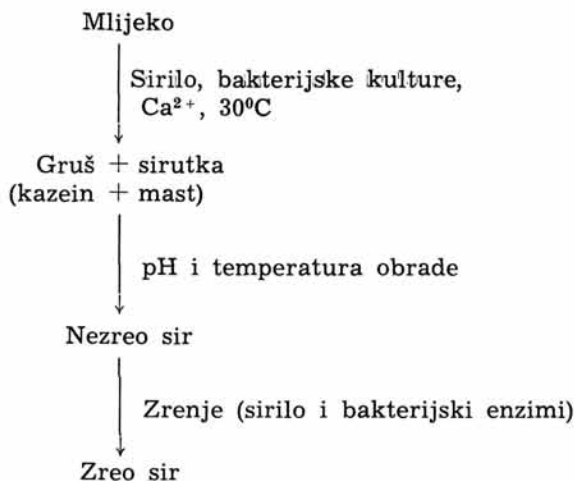 Mlijeko
Sirilo, bakterijske kulture,
Ca²⁺, 30⁰C
Gruš + sirutka
(kazein + mast)
pH i temperatura obrade
Nezreo sir
Zrenje (sirilo i bakterijski enzimi)
Zreo sir